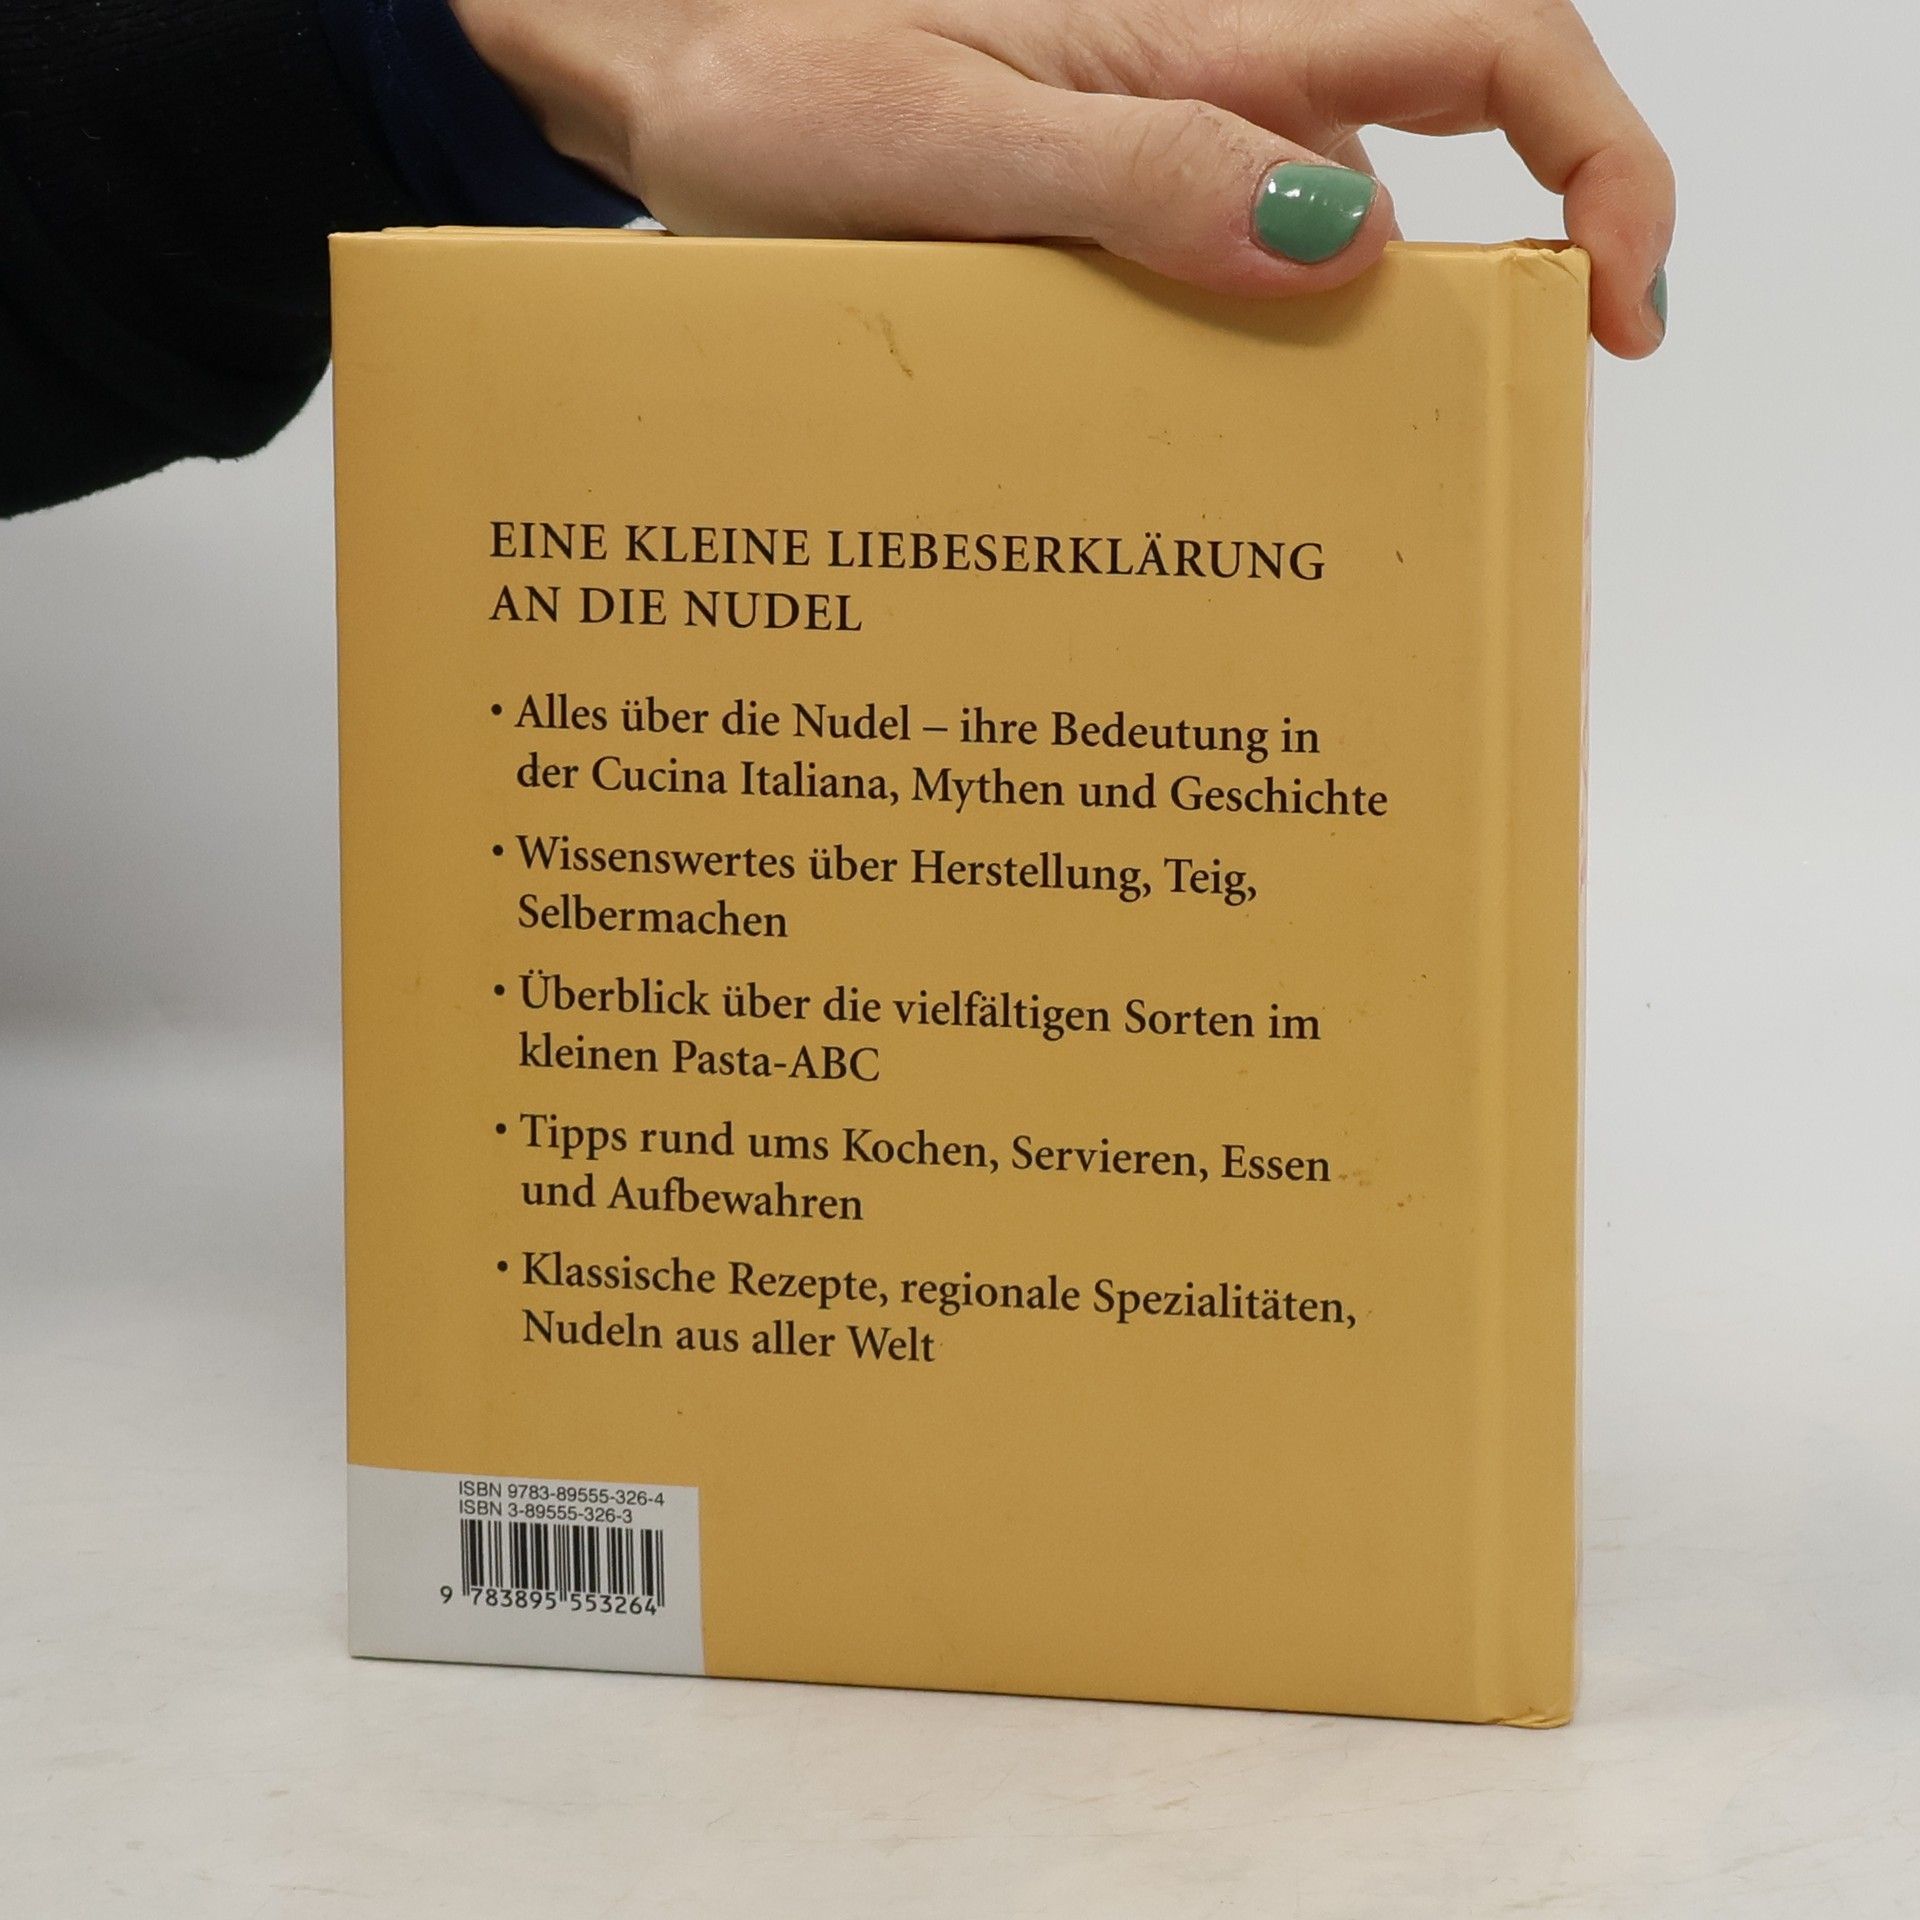 EINE KLEINE LIEBESERKLÄRUNG
AN DIE NUDEL
• Alles über die Nudel – ihre Bedeutung in
der Cucina Italiana, Mythen und Geschichte
• Wissenswertes über Herstellung, Teig,
Selbermachen
• Überblick über die vielfältigen Sorten im
kleinen Pasta-ABC
• Tipps rund ums Kochen, Servieren, Essen
und Aufbewahren
• Klassische Rezepte, regionale Spezialitäten,
Nudeln aus aller Welt
ISBN 9783-89555-326-4
ISBN 3-89555-326-3
9 783895 553264